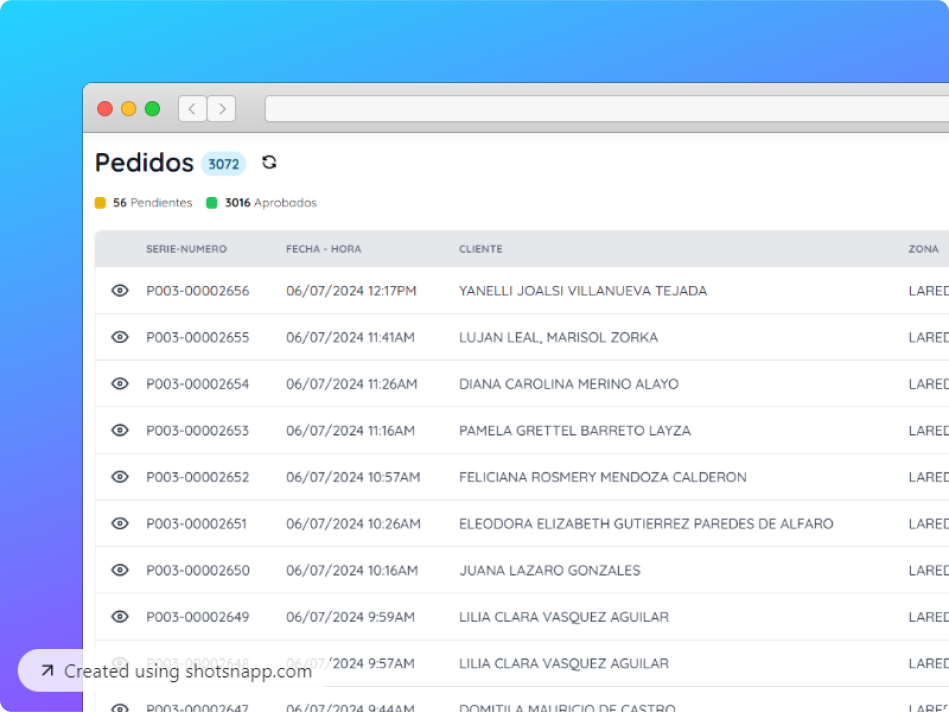 Pedidos 3072
56 Pendientes 3016 Aprobados
SERIE-NUMERO FECHA - HORA CLIENTE ZONA
P003-00002656 06/07/2024 12:17PM YANELLI JOALSI VILLANUEVA TEJADA LARED
P003-00002655 06/07/2024 11:41AM LUJAN LEAL, MARISOL ZORKA LARED
P003-00002654 06/07/2024 11:26AM DIANA CAROLINA MERINO ALAYO LARED
P003-00002653 06/07/2024 11:16AM PAMELA GRETTEL BARRETO LAYZA LARED
P003-00002652 06/07/2024 10:57AM FELICIANA ROSMERY MENDOZA CALDERON LARED
P003-00002651 06/07/2024 10:26AM ELEODORA ELIZABETH GUTIERREZ PAREDES DE ALFARO LARED
P003-00002650 06/07/2024 10:16AM JUANA LAZARO GONZALES LARED
P003-00002649 06/07/2024 9:59AM LILIA CLARA VASQUEZ AGUILAR LARED
P003-00002648 06/07/2024 9:57AM LILIA CLARA VASQUEZ AGUILAR LARED
Created using shotsnapp.com
P003-00002647 06/07/2024 9:44AM DOMITILA MAURICIO DE CASTRO LARED